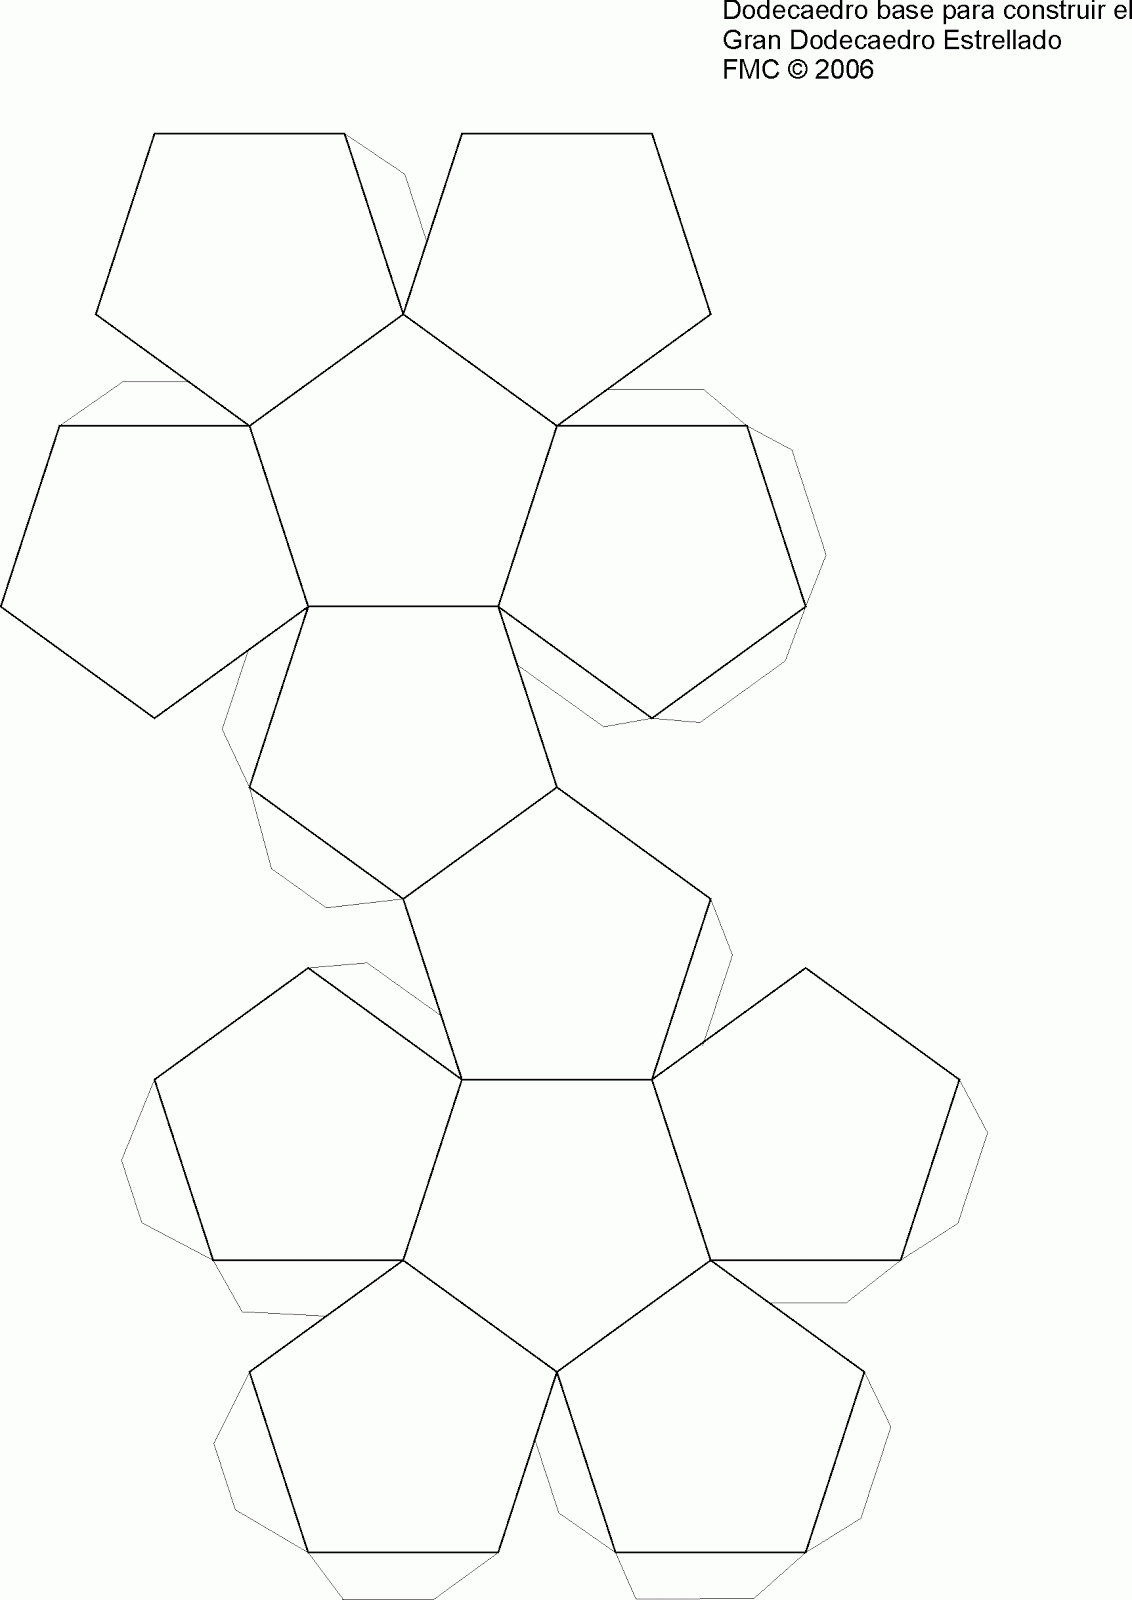 Dodecaedro base para construir el
Gran Dodecaedro Estrellado
FMC © 2006